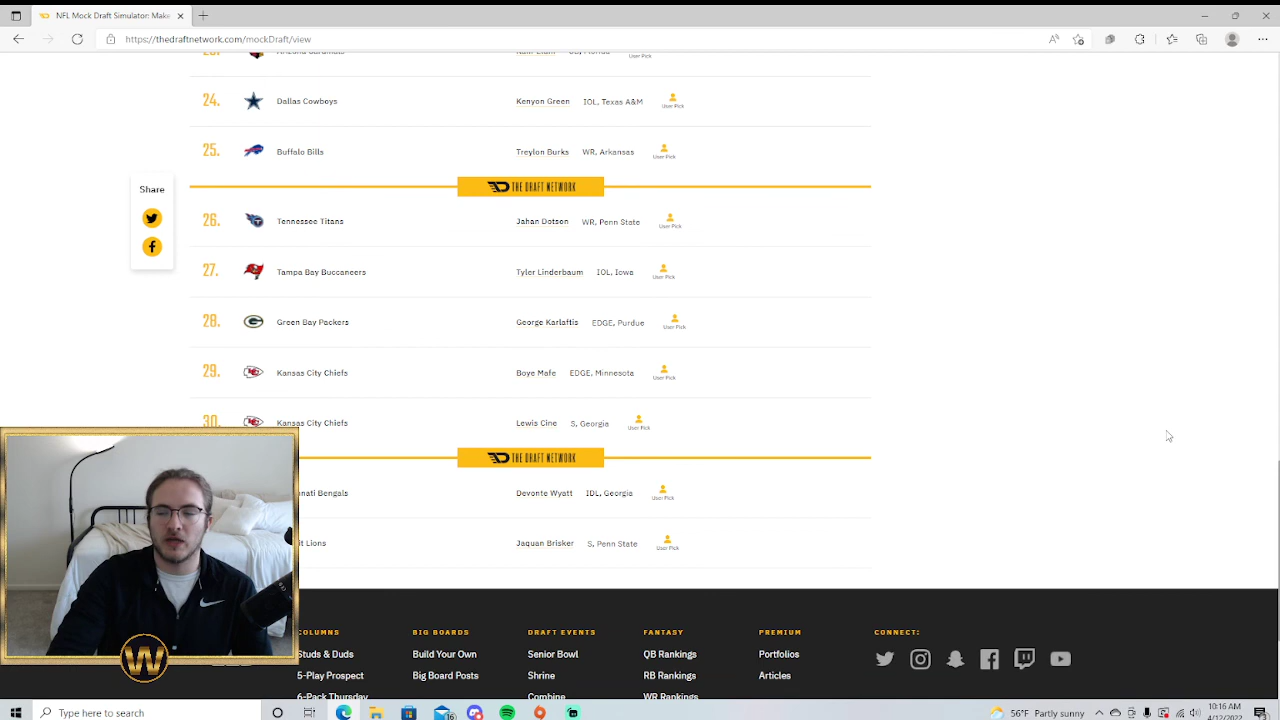 NFL Mock Draft Simulator: Make
https://thedraftnetwork.com/mockDraft/view
User Pick
24. Dallas Cowboys Kenyon Green IOL, Texas A&M User Pick
25. Buffalo Bills Treylon Burks WR, Arkansas User Pick
Share
THE DRAFT NETWORK
26. Tennessee Titans Jahan Dotson WR, Penn State User Pick
27. Tampa Bay Buccaneers Tyler Linderbaum IOL, Iowa User Pick
28. Green Bay Packers George Karlaftis EDGE, Purdue User Pick
29. Kansas City Chiefs Boye Mafe EDGE, Minnesota User Pick
30. Kansas City Chiefs Lewis Cine S, Georgia User Pick
THE DRAFT NETWORK
nati Bengals Devonte Wyatt IDL, Georgia User Pick
it Lions Jaquan Brisker S, Penn State User Pick
OLUMNS BIG BOARDS DRAFT EVENTS FANTASY PREMIUM CONNECT:
Studs & Duds Build Your Own Senior Bowl QB Rankings Portfolios
5-Play Prospect Big Board Posts Shrine RB Rankings Articles
6-Pack Thursday Combine WR Rankings
W
Type here to search
56°F Partly sunny
10:16 AM
4/12/2022